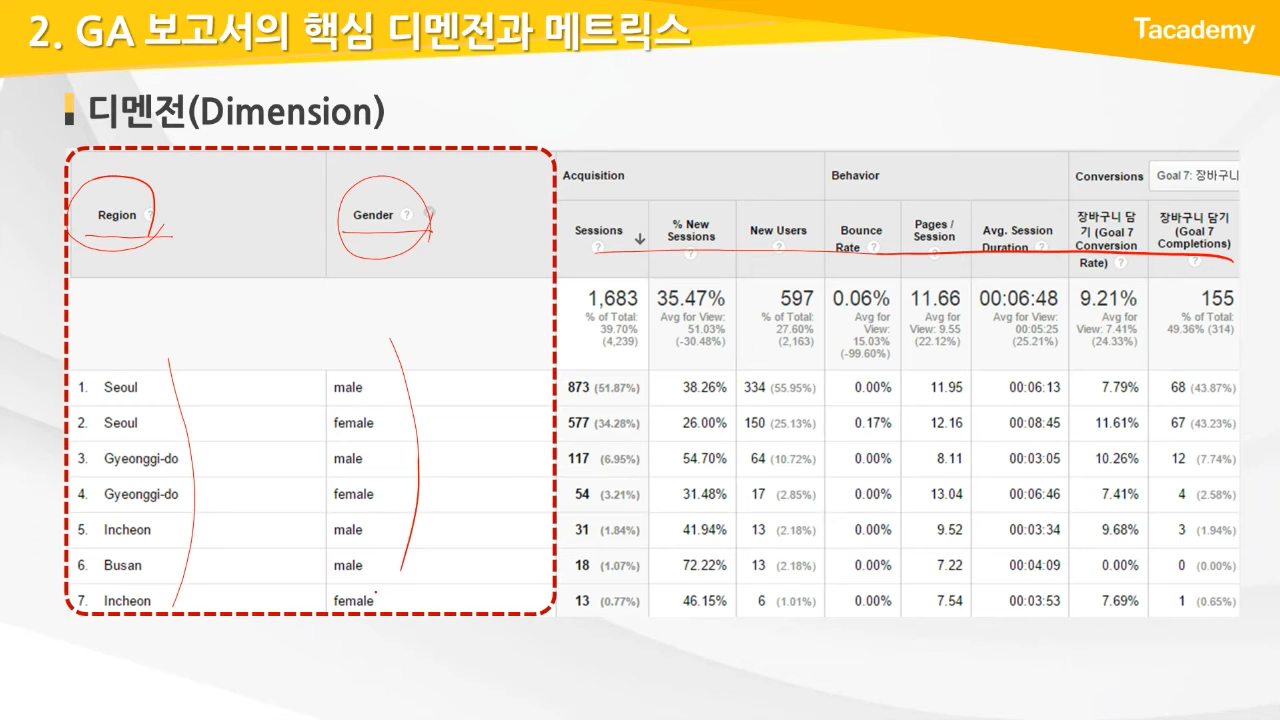 2. GA 보고서의 핵심 디멘전과 메트릭스
Tacademy
디멘전(Dimension)
Region ?
Gender ?
Acquisition
Behavior
Conversions
Goal 7: 장바구니
Sessions ?
% New Sessions ?
New Users ?
Bounce Rate ?
Pages / Session ?
Avg. Session Duration ?
장바구니 담기 (Goal 7 Conversion Rate) ?
장바구니 담기 (Goal 7 Completions) ?
1,683 % of Total: 39.70% (4,239)
35.47% Avg for View: 51.03% (-30.48%)
597 % of Total: 27.60% (2,163)
0.06% Avg for View: 15.03% (-99.60%)
11.66 Avg for View: 9.55 (22.12%)
00:06:48 Avg for View: 00:05:25 (25.21%)
9.21% Avg for View: 7.41% (24.33%)
155 % of Total: 49.36% (314)
1. Seoul male 873 (51.87%) 38.26% 334 (55.95%) 0.00% 11.95 00:06:13 7.79% 68 (43.87%)
2. Seoul female 577 (34.28%) 26.00% 150 (25.13%) 0.17% 12.16 00:08:45 11.61% 67 (43.23%)
3. Gyeonggi-do male 117 (6.95%) 54.70% 64 (10.72%) 0.00% 8.11 00:03:05 10.26% 12 (7.74%)
4. Gyeonggi-do female 54 (3.21%) 31.48% 17 (2.85%) 0.00% 13.04 00:06:46 7.41% 4 (2.58%)
5. Incheon male 31 (1.84%) 41.94% 13 (2.18%) 0.00% 9.52 00:03:34 9.68% 3 (1.94%)
6. Busan male 18 (1.07%) 72.22% 13 (2.18%) 0.00% 7.22 00:04:09 0.00% 0 (0.00%)
7. Incheon female 13 (0.77%) 46.15% 6 (1.01%) 0.00% 7.54 00:03:53 7.69% 1 (0.65%)